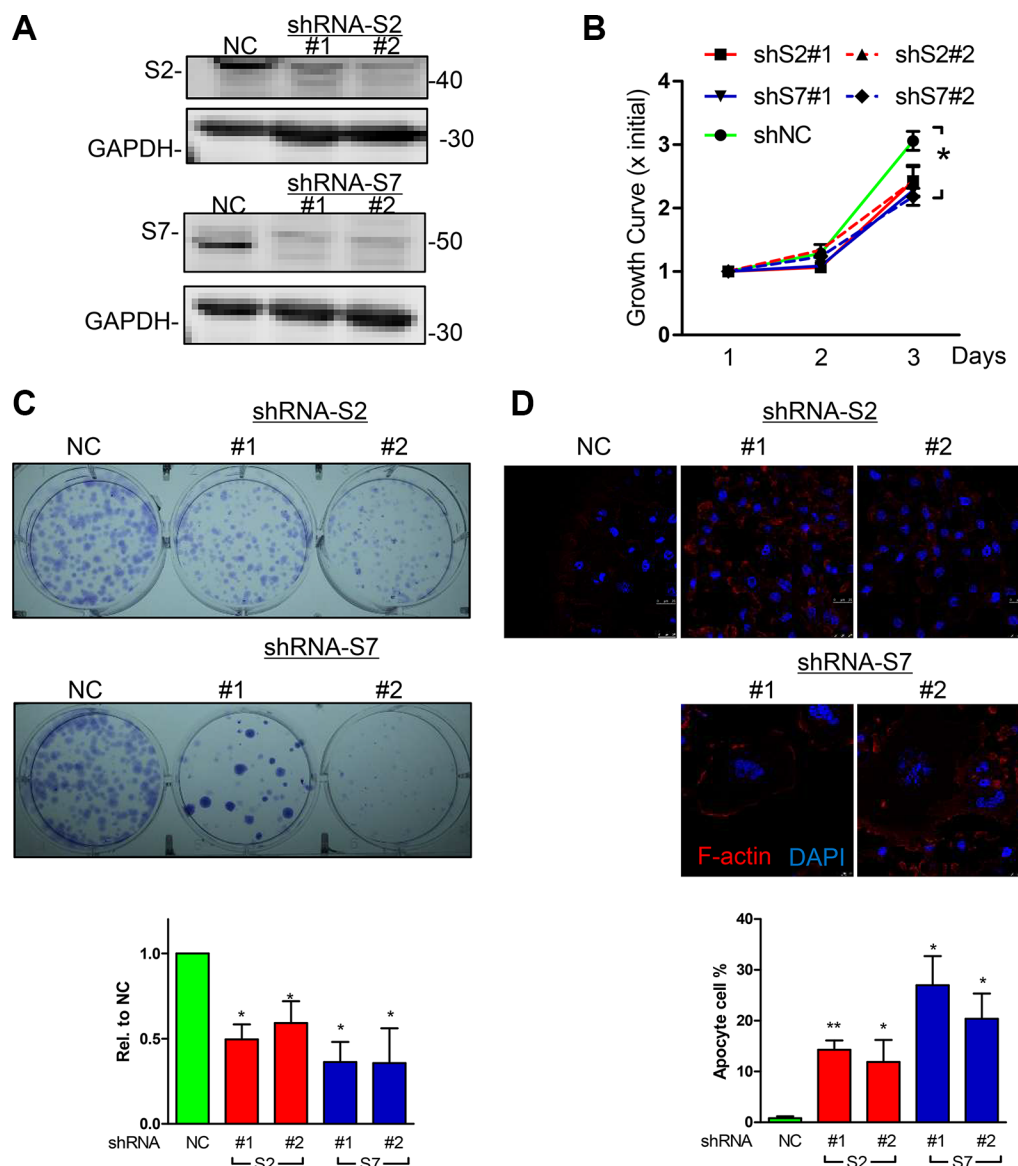 A
shRNA-S2
NC #1 #2
S2-
-40
GAPDH-
-30
shRNA-S7
NC #1 #2
S7-
-50
GAPDH-
-30
B
shS2#1 shS2#2
shS7#1 shS7#2
shNC
Growth Curve (x initial)
4
3
2
1
0
*
1 2 3 Days
C
shRNA-S2
NC #1 #2
shRNA-S7
NC #1 #2
Rel. to NC
1.0
0.5
0.0
* * * *
shRNA NC #1 #2 #1 #2
S2 S7
D
shRNA-S2
NC #1 #2
shRNA-S7
#1 #2
F-actin DAPI
Apocyte cell %
40
30
20
10
0
** * * *
shRNA NC #1 #2 #1 #2
S2 S7